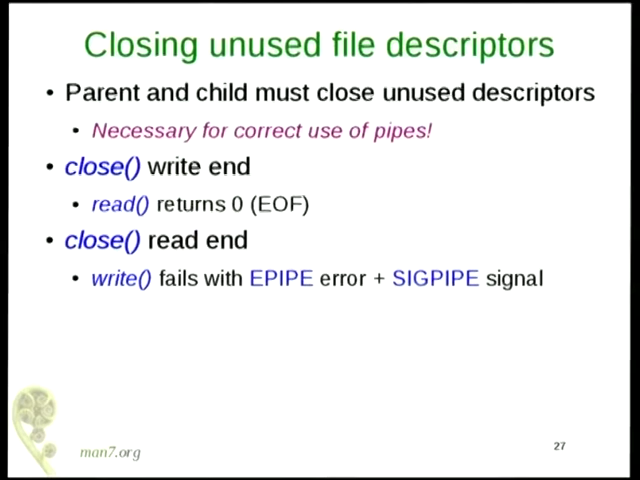 Closing unused file descriptors
• Parent and child must close unused descriptors
• Necessary for correct use of pipes!
• close() write end
• read() returns 0 (EOF)
• close() read end
• write() fails with EPIPE error + SIGPIPE signal
man7.org
27